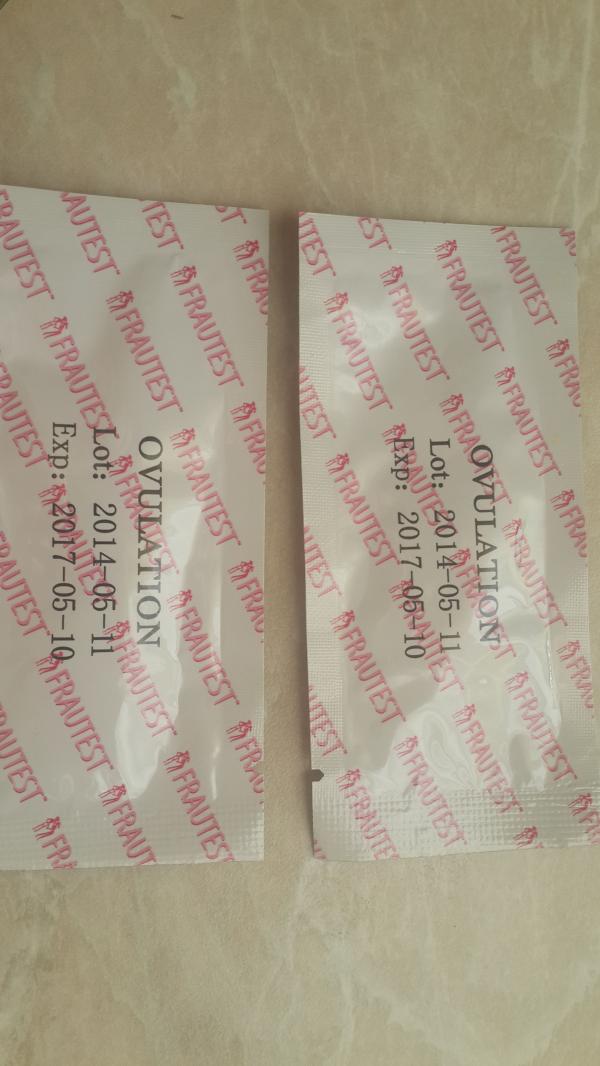 FRAUTEST
OVULATION
Lot: 2014-05-11
Exp: 2017-05-10
FRAUTEST
OVULATION
Lot: 2014-05-11
Exp: 2017-05-10